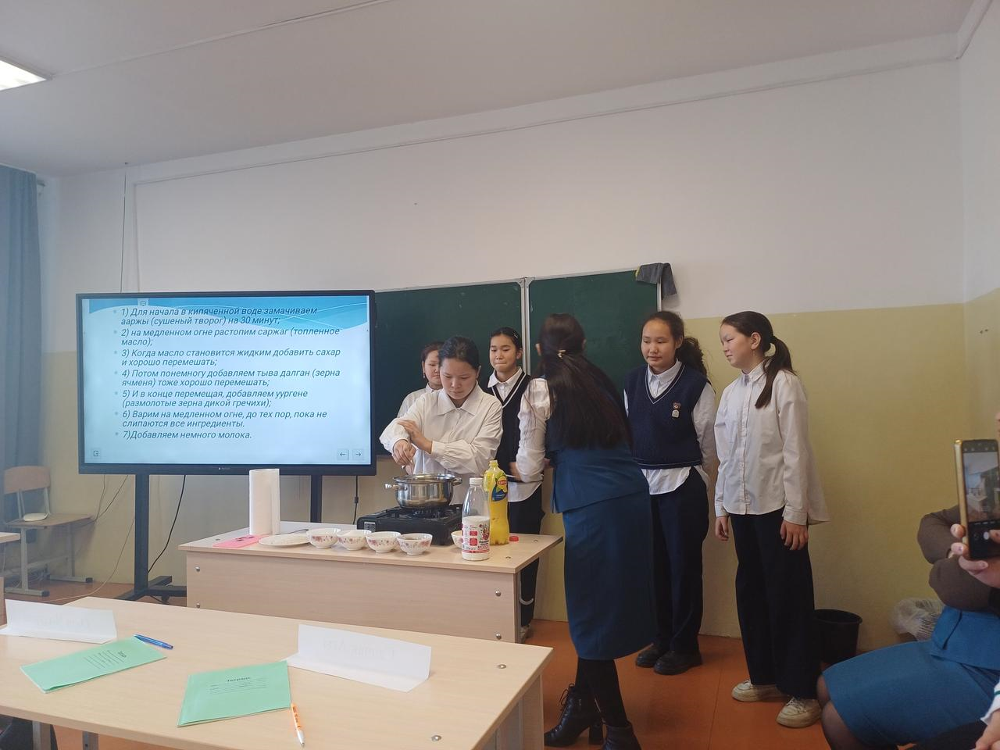 1) Для начала в кипяченной воде замачиваем
ааржы (сушеный творог) на 30 минут;
2) на медленном огне растопим саржаг (топленное
масло);
3) Когда масло становится жидким добавить сахар
и хорошо перемешать;
4) Потом понемногу добавляем тыва далган (зерна
ячменя) тоже хорошо перемешать;
5) И в конце перемещая, добавляем уургене
(размолотые зерна дикой гречихи);
6) Варим на медленном огне, до тех пор, пока не
слипаются все ингредиенты.
7)Добавляем немного молока.
Тетрадь